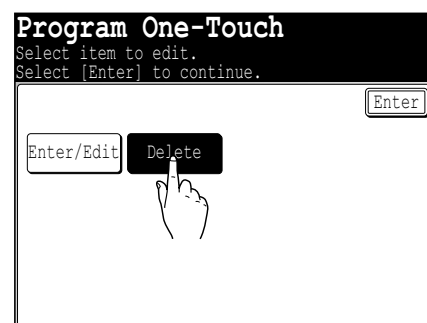 Program One-Touch
Select item to edit.
Select [Enter] to continue.
Enter
Enter/Edit Delete